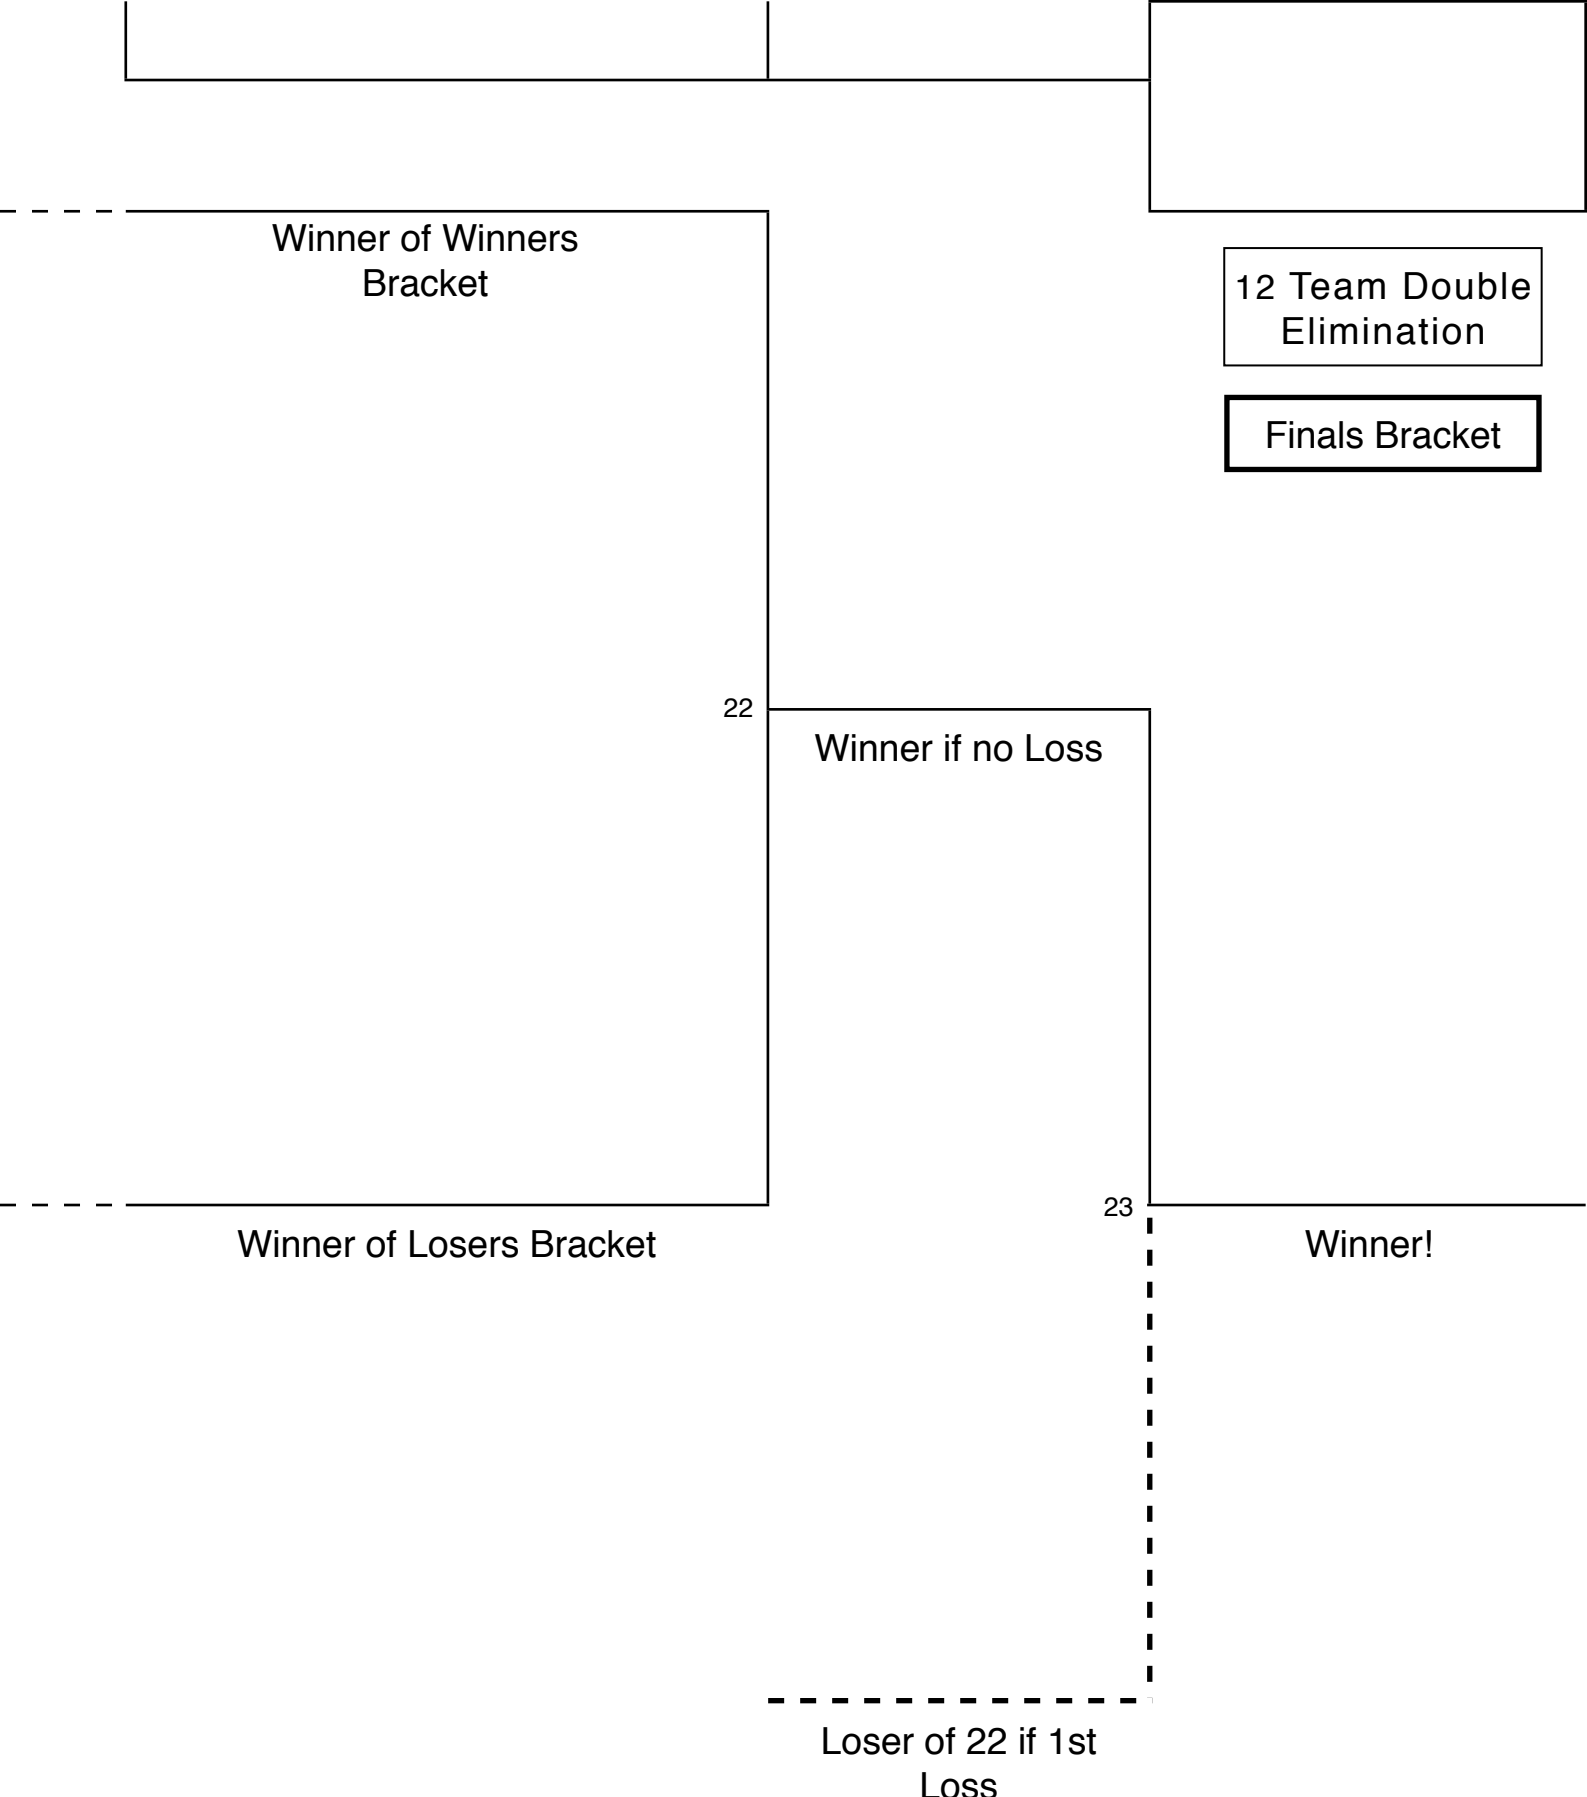 Winner of Winners
Bracket
12 Team Double
Elimination
Finals Bracket
22
Winner if no Loss
23
Winner of Losers Bracket
Winner!
Loser of 22 if 1st
Loss